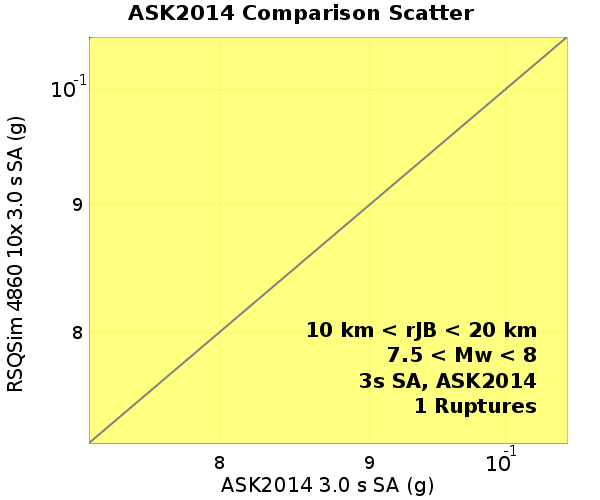 ASK2014 Comparison Scatter
RSQSim 4860 10x 3.0 s SA (g)
10-1
9
8
10 km < rJB < 20 km
7.5 < Mw < 8
3s SA, ASK2014
1 Ruptures
8
9
10-1
ASK2014 3.0 s SA (g)